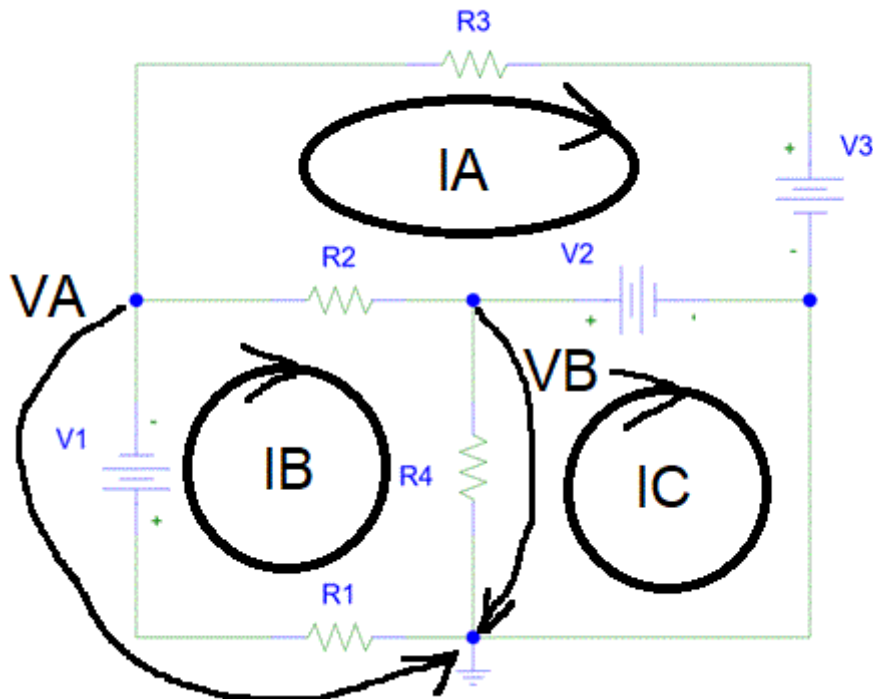 R3
+ V3
IA
-
R2 V2
VA
+ -
VB
V1 -
IB R4 IC
+
R1